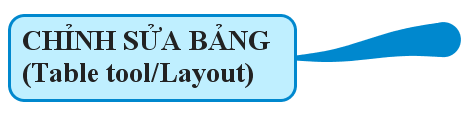 CHỈNH SỬA BẢNG
(Table tool/Layout)